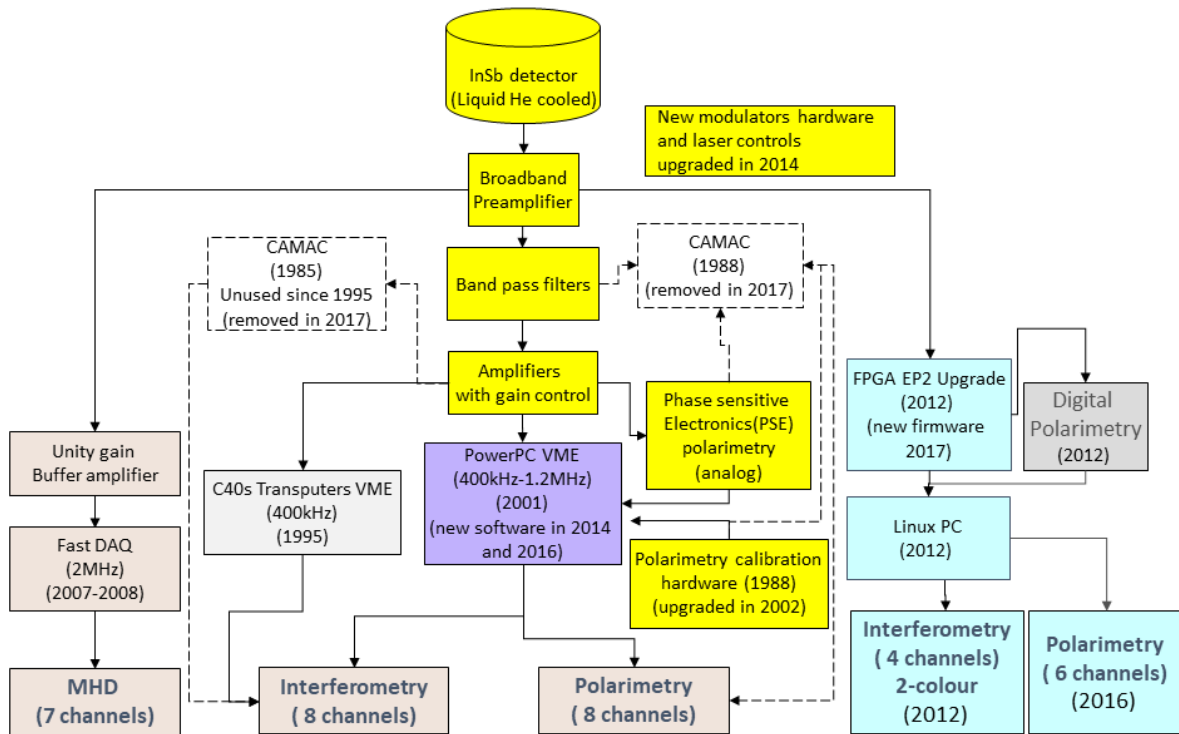 InSb detector
(Liquid He cooled)
New modulators hardware
and laser controls
upgraded in 2014
Broadband
Preamplifier
CAMAC
(1985)
Unused since 1995
(removed in 2017)
Band pass filters
CAMAC
(1988)
(removed in 2017)
Amplifiers
with gain control
Phase sensitive
Electronics(PSE)
polarimetry
(analog)
FPGA EP2 Upgrade
(2012)
(new firmware
2017)
Digital
Polarimetry
(2012)
Unity gain
Buffer amplifier
C40s Transputers VME
(400kHz)
(1995)
PowerPC VME
(400kHz-1.2MHz)
(2001)
(new software in 2014
and 2016)
Linux PC
(2012)
Fast DAQ
(2MHz)
(2007-2008)
Polarimetry calibration
hardware (1988)
(upgraded in 2002)
MHD
(7 channels)
Interferometry
( 8 channels)
Polarimetry
( 8 channels)
Interferometry
( 4 channels)
2-colour
(2012)
Polarimetry
( 6 channels)
(2016)